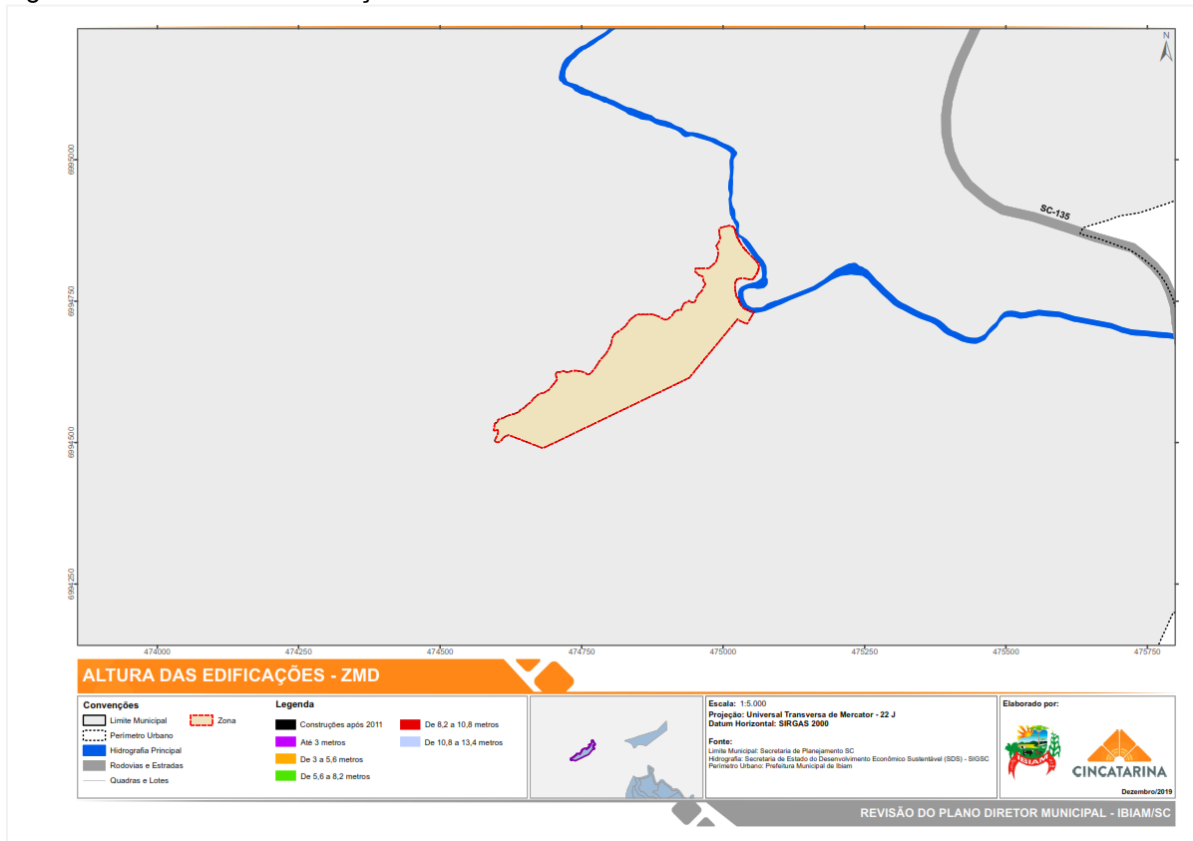 N
SC-135
6995000
6994750
6994500
6994250
474000
474250
474500
474750
475000
475250
475500
475750
ALTURA DAS EDIFICAÇÕES - ZMD
Convenções
Limite Municipal
Zona
Perímetro Urbano
Hidrografia Principal
Rodovias e Estradas
Quadras e Lotes
Legenda
Construções após 2011
Até 3 metros
De 3 a 5,6 metros
De 5,6 a 8,2 metros
De 8,2 a 10,8 metros
De 10,8 a 13,4 metros
Escala: 1:5.000
Projeção: Universal Transversa de Mercator - 22 J
Datum Horizontal: SIRGAS 2000
Fonte:
Limite Municipal: Secretaria de Planejamento SC
Hidrografia: Secretaria de Estado do Desenvolvimento Econômico Sustentável (SDS) - SIGSC
Perímetro Urbano: Prefeitura Municipal de Ibiam
Elaborado por:
IBIAM
CINCATARINA
Dezembro/2019
REVISÃO DO PLANO DIRETOR MUNICIPAL - IBIAM/SC